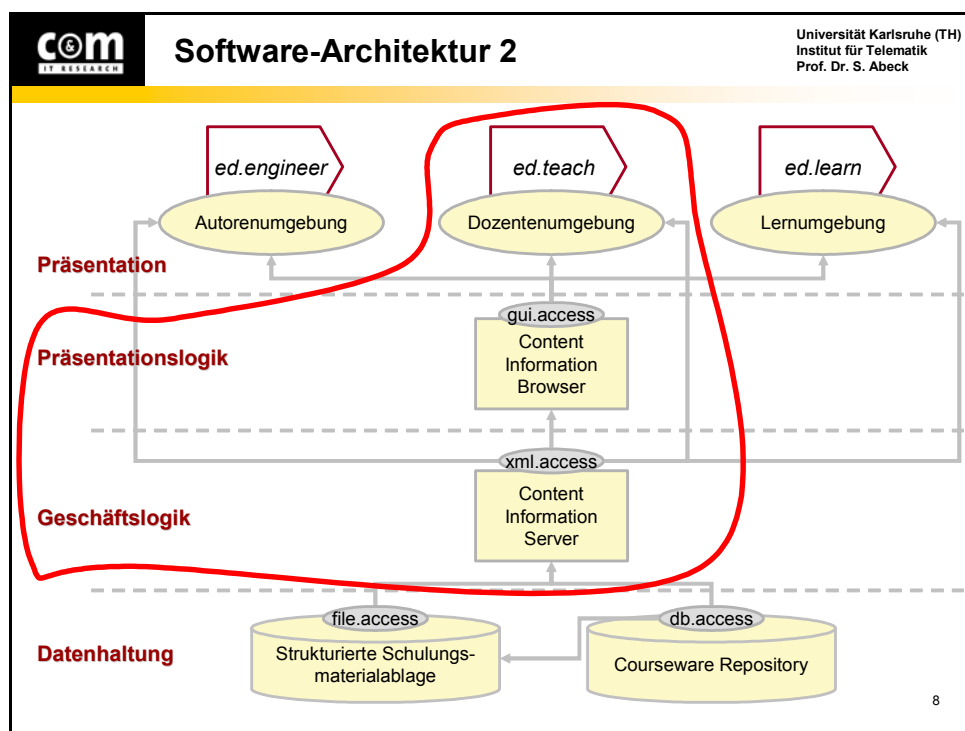 c&m
IT RESEARCH
Software-Architektur 2
Universität Karlsruhe (TH)
Institut für Telematik
Prof. Dr. S. Abeck
ed.engineer
ed.teach
ed.learn
Autorenumgebung
Dozentenumgebung
Lernumgebung
Präsentation
gui.access
Präsentationslogik
Content
Information
Browser
xml.access
Geschäftslogik
Content
Information
Server
file.access
db.access
Datenhaltung
Strukturierte Schulungs-
materialablage
Courseware Repository
8